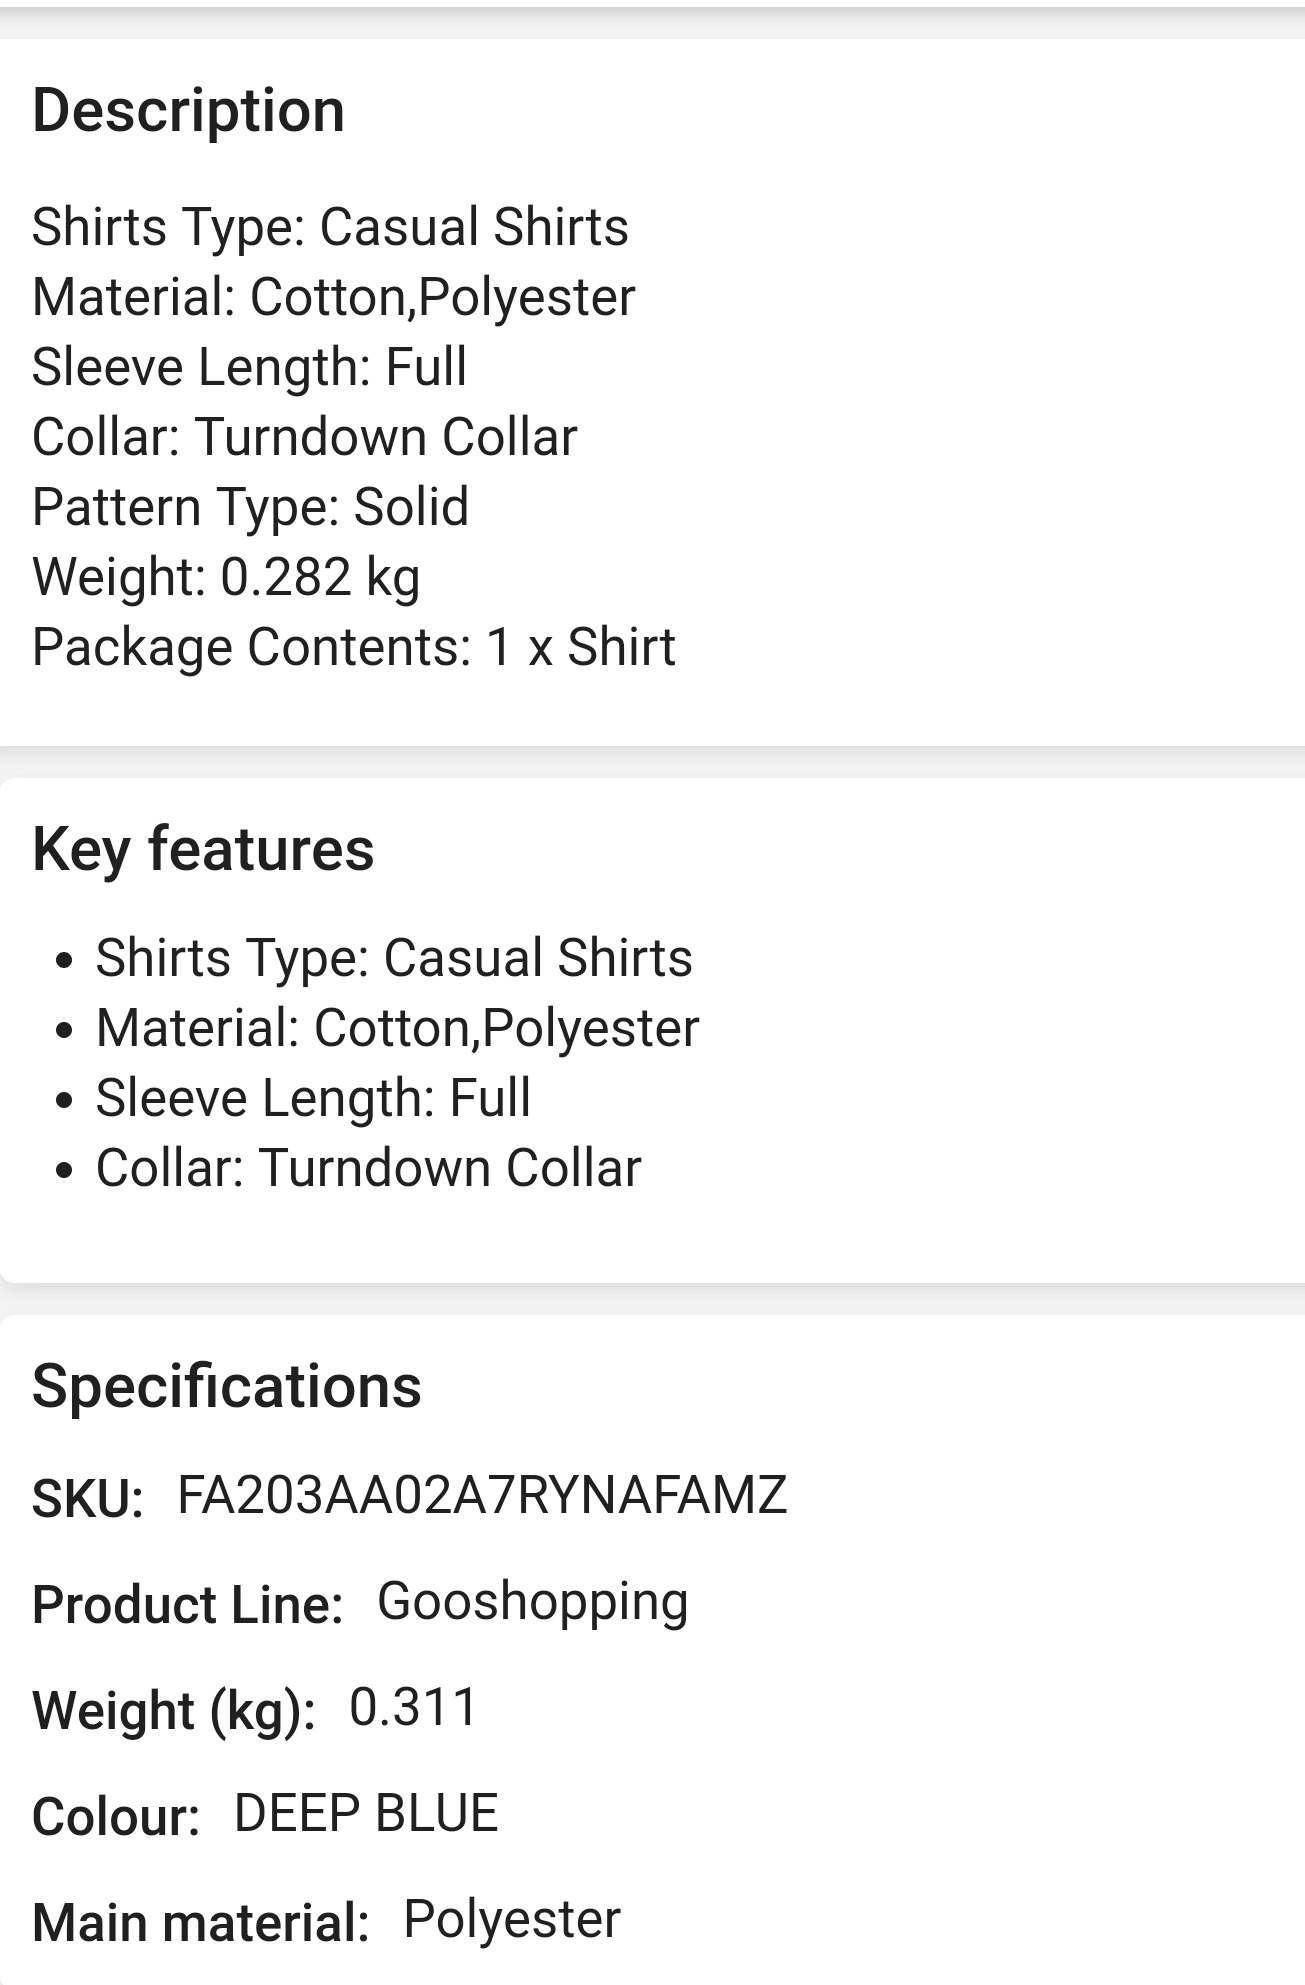 Description
Shirts Type: Casual Shirts
Material: Cotton,Polyester
Sleeve Length: Full
Collar: Turndown Collar
Pattern Type: Solid
Weight: 0.282 kg
Package Contents: 1 x Shirt
Key features
• Shirts Type: Casual Shirts
• Material: Cotton,Polyester
• Sleeve Length: Full
• Collar: Turndown Collar
Specifications
SKU: FA203AA02A7RYNAFAMZ
Product Line: Gooshopping
Weight (kg): 0.311
Colour: DEEP BLUE
Main material: Polyester